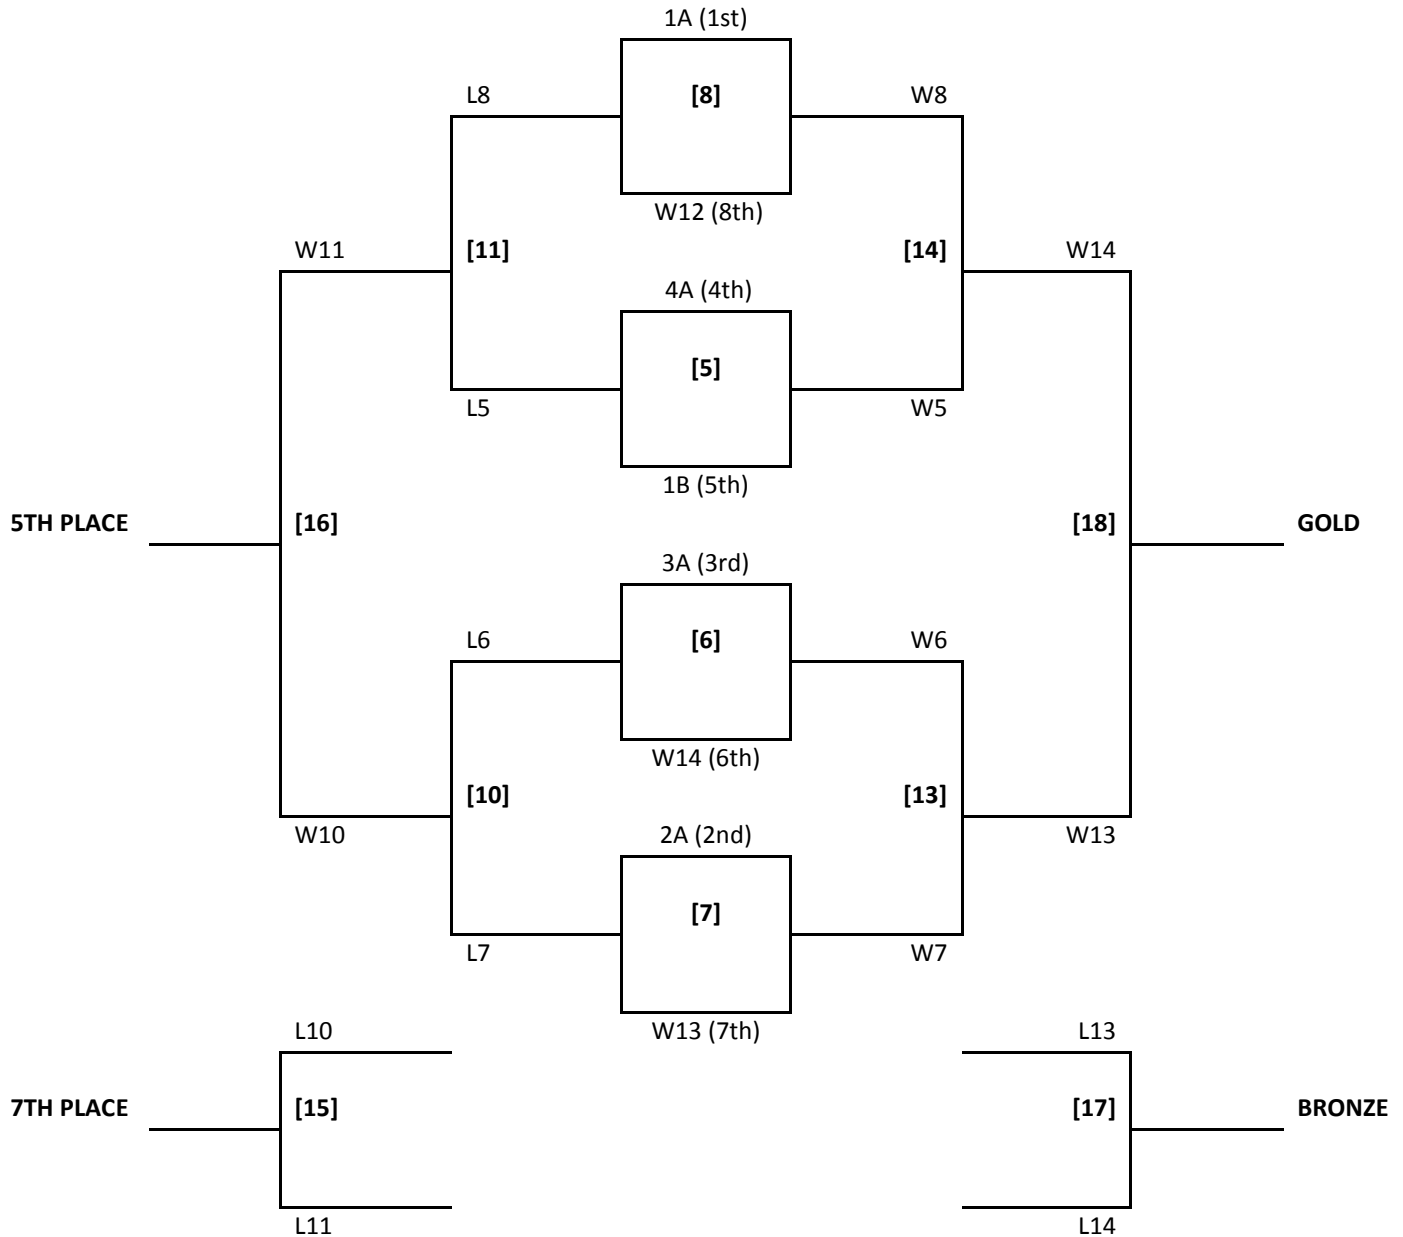 1A (1st)
L8 [8] W8
W12 (8th)
W11 [11] [14] W14
4A (4th)
[5]
L5 W5
1B (5th)
5TH PLACE [16] [18] GOLD
3A (3rd)
L6 [6] W6
W14 (6th)
[10] [13]
W10 2A (2nd) W13
[7]
L7 W7
L10 W13 (7th) L13
7TH PLACE [15] [17] BRONZE
L11 L14